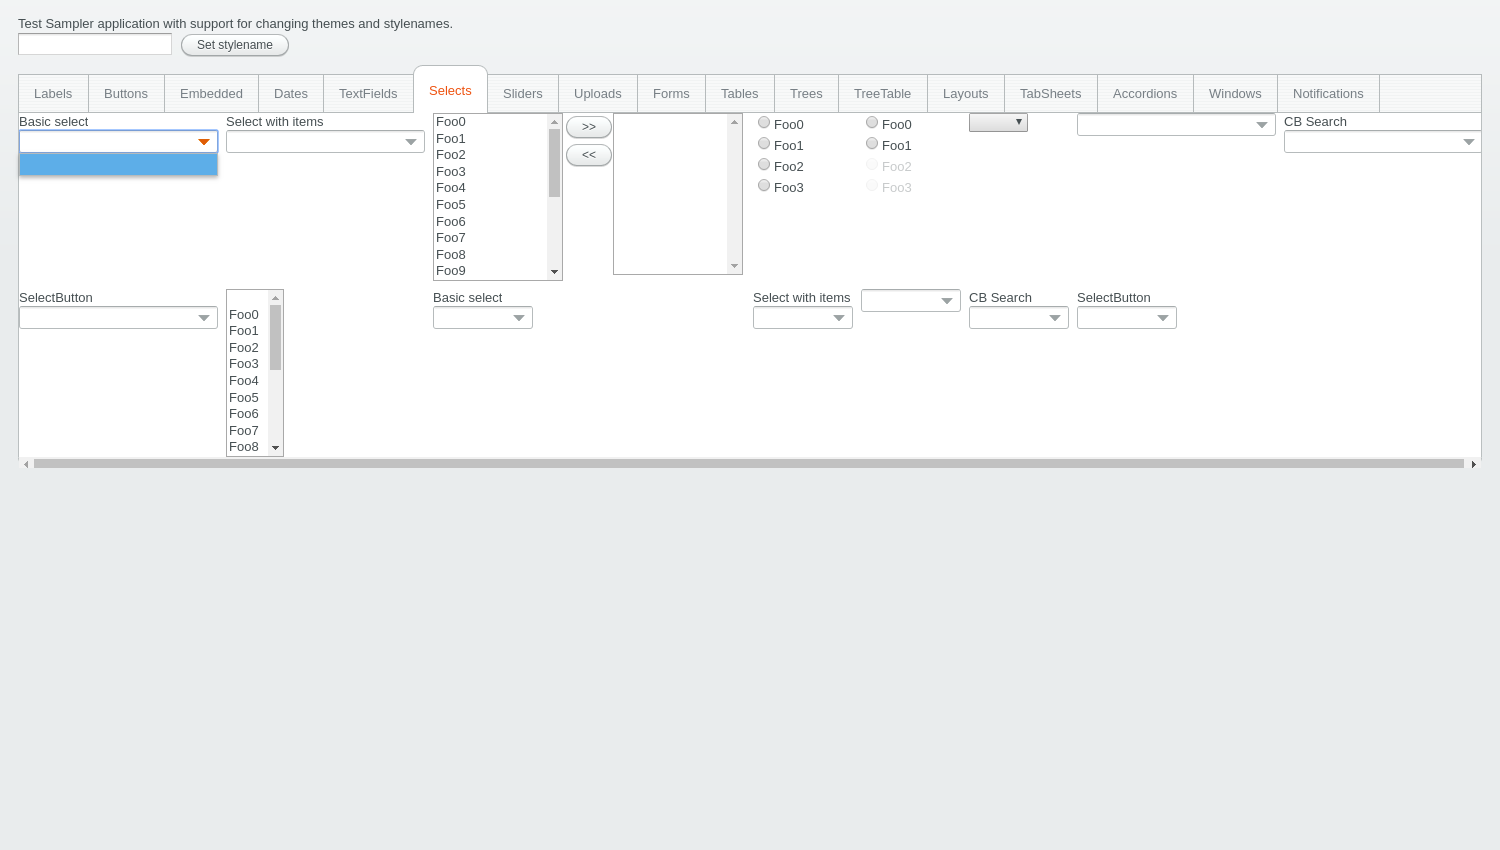 Test Sampler application with support for changing themes and stylenames.
Set stylename
Labels Buttons Embedded Dates TextFields Selects Sliders Uploads Forms Tables Trees TreeTable Layouts TabSheets Accordions Windows Notifications
Basic select
Select with items
Foo0
Foo1
Foo2
Foo3
Foo4
Foo5
Foo6
Foo7
Foo8
Foo9
>>
<<
Foo0
Foo1
Foo2
Foo3
Foo0
Foo1
Foo2
Foo3
CB Search
SelectButton
Foo0
Foo1
Foo2
Foo3
Foo4
Foo5
Foo6
Foo7
Foo8
Basic select
Select with items
CB Search
SelectButton